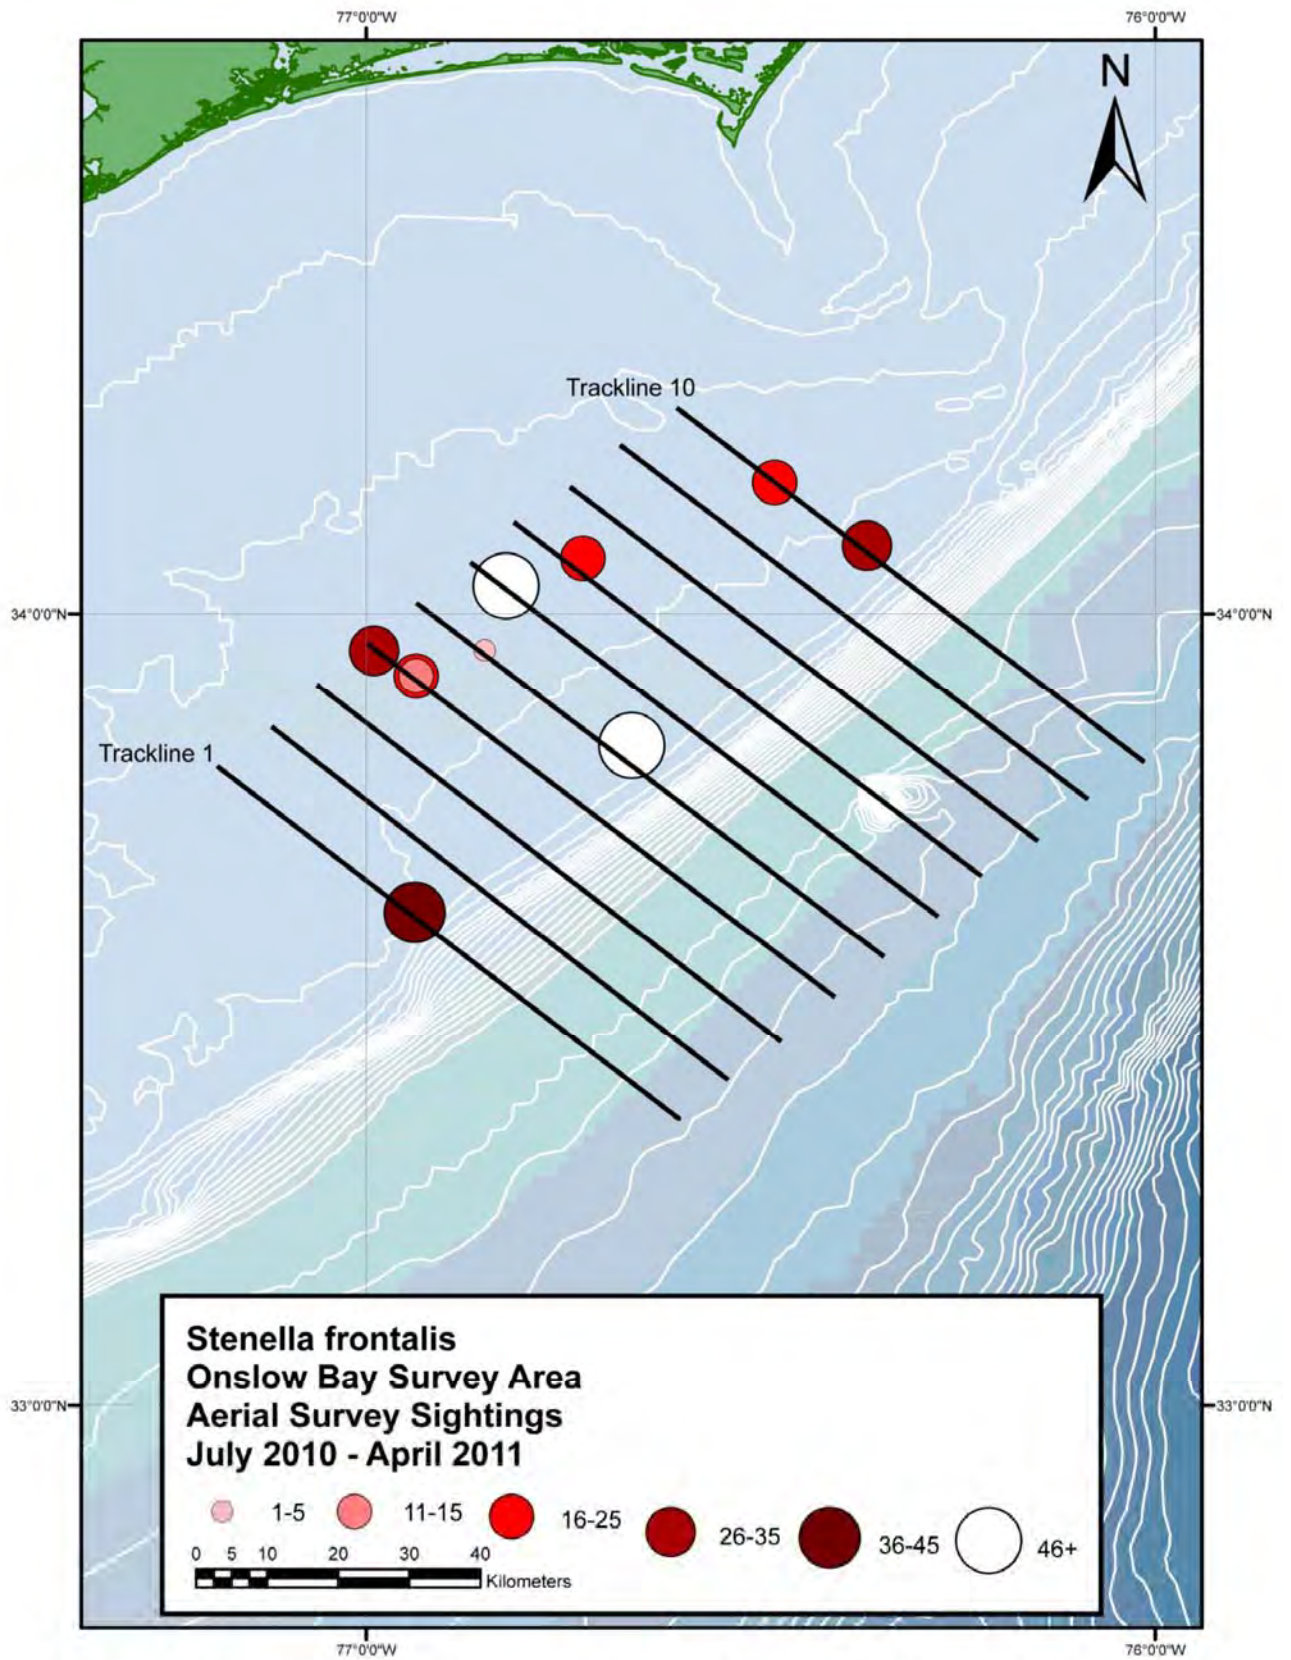 77°0'0"W 76°0'0"W
N
Trackline 10
34°0'0"N 34°0'0"N
Trackline 1
Stenella frontalis
Onslow Bay Survey Area
Aerial Survey Sightings
July 2010 - April 2011
33°0'0"N 33°0'0"N
1-5 11-15 16-25 26-35 36-45 46+
0 5 10 20 30 40
Kilometers
77°0'0"W 76°0'0"W